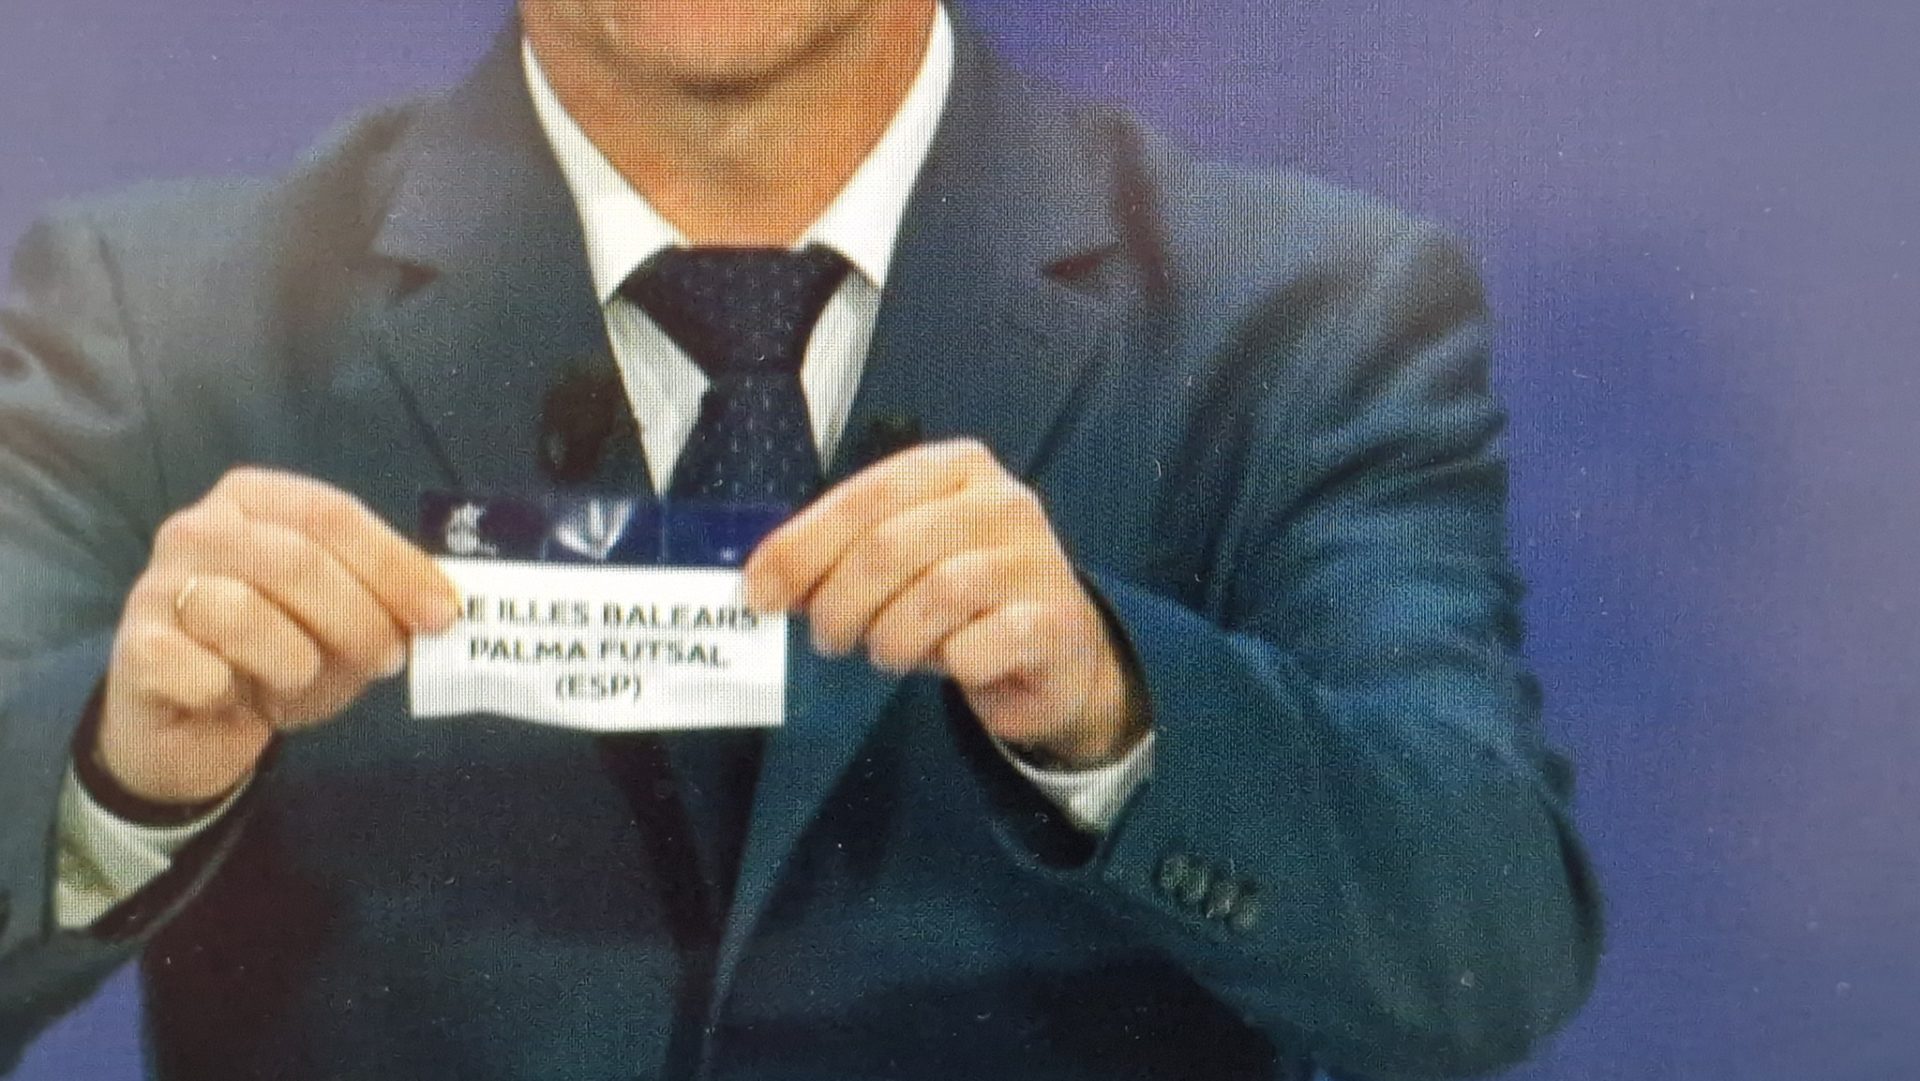 ILLES BALEARS
PALMA FUTSAL
(ESP)